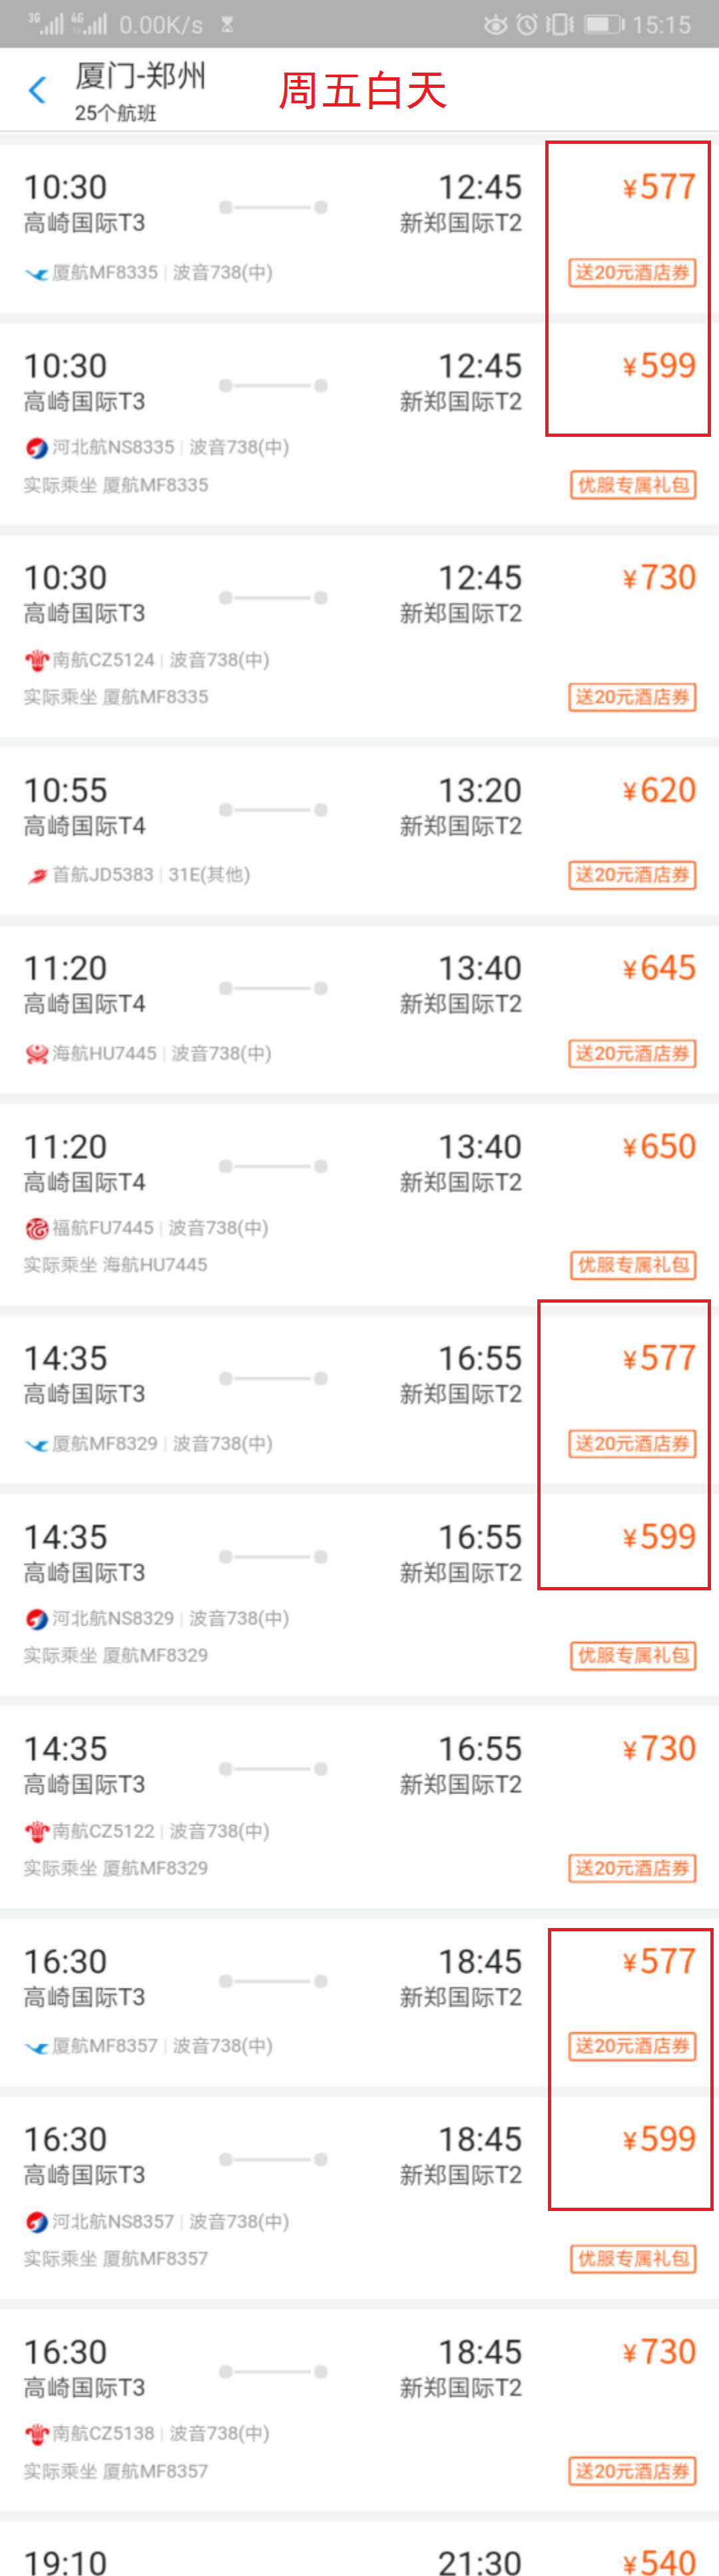 3G 4G 0.00K/s 15:15
厦门-郑州
周五白天
25个航班
10:30 12:45 ¥577
高崎国际T3 新郑国际T2
厦航MF8335 | 波音738(中) 送20元酒店券
10:30 12:45 ¥599
高崎国际T3 新郑国际T2
河北航NS8335 | 波音738(中)
实际乘坐 厦航MF8335 优服专属礼包
10:30 12:45 ¥730
高崎国际T3 新郑国际T2
南航CZ5124 | 波音738(中)
实际乘坐 厦航MF8335 送20元酒店券
10:55 13:20 ¥620
高崎国际T4 新郑国际T2
首航JD5383 | 31E(其他) 送20元酒店券
11:20 13:40 ¥645
高崎国际T4 新郑国际T2
海航HU7445 | 波音738(中) 送20元酒店券
11:20 13:40 ¥650
高崎国际T4 新郑国际T2
福航FU7445 | 波音738(中)
实际乘坐 海航HU7445 优服专属礼包
14:35 16:55 ¥577
高崎国际T3 新郑国际T2
厦航MF8329 | 波音738(中) 送20元酒店券
14:35 16:55 ¥599
高崎国际T3 新郑国际T2
河北航NS8329 | 波音738(中)
实际乘坐 厦航MF8329 优服专属礼包
14:35 16:55 ¥730
高崎国际T3 新郑国际T2
南航CZ5122 | 波音738(中)
实际乘坐 厦航MF8329 送20元酒店券
16:30 18:45 ¥577
高崎国际T3 新郑国际T2
厦航MF8357 | 波音738(中) 送20元酒店券
16:30 18:45 ¥599
高崎国际T3 新郑国际T2
河北航NS8357 | 波音738(中)
实际乘坐 厦航MF8357 优服专属礼包
16:30 18:45 ¥730
高崎国际T3 新郑国际T2
南航CZ5138 | 波音738(中)
实际乘坐 厦航MF8357 送20元酒店券
19:10 21:30 ¥540